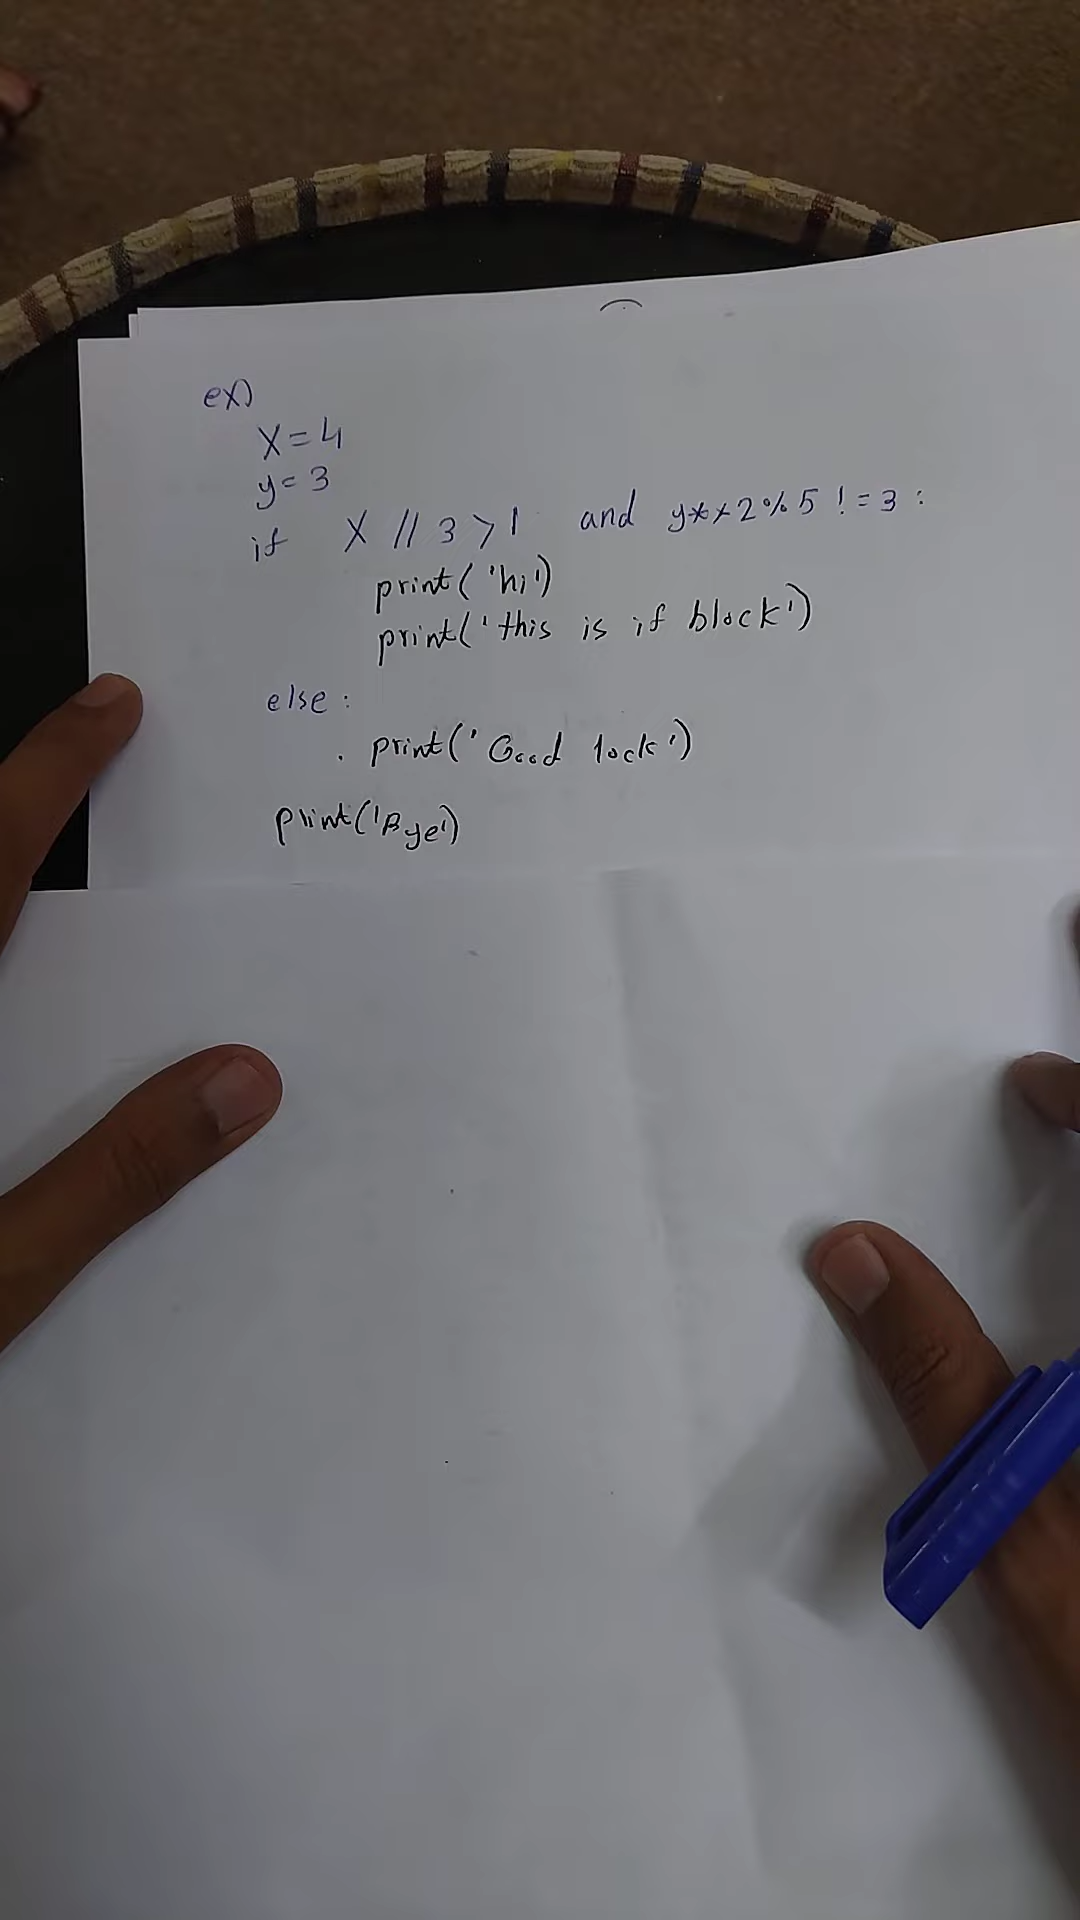 ex)
X=4
y=3
if X // 3 > 1 and y**2%5!=3:
print('hi')
print('this is if block')
else:
print('Good lock')
print('Bye')